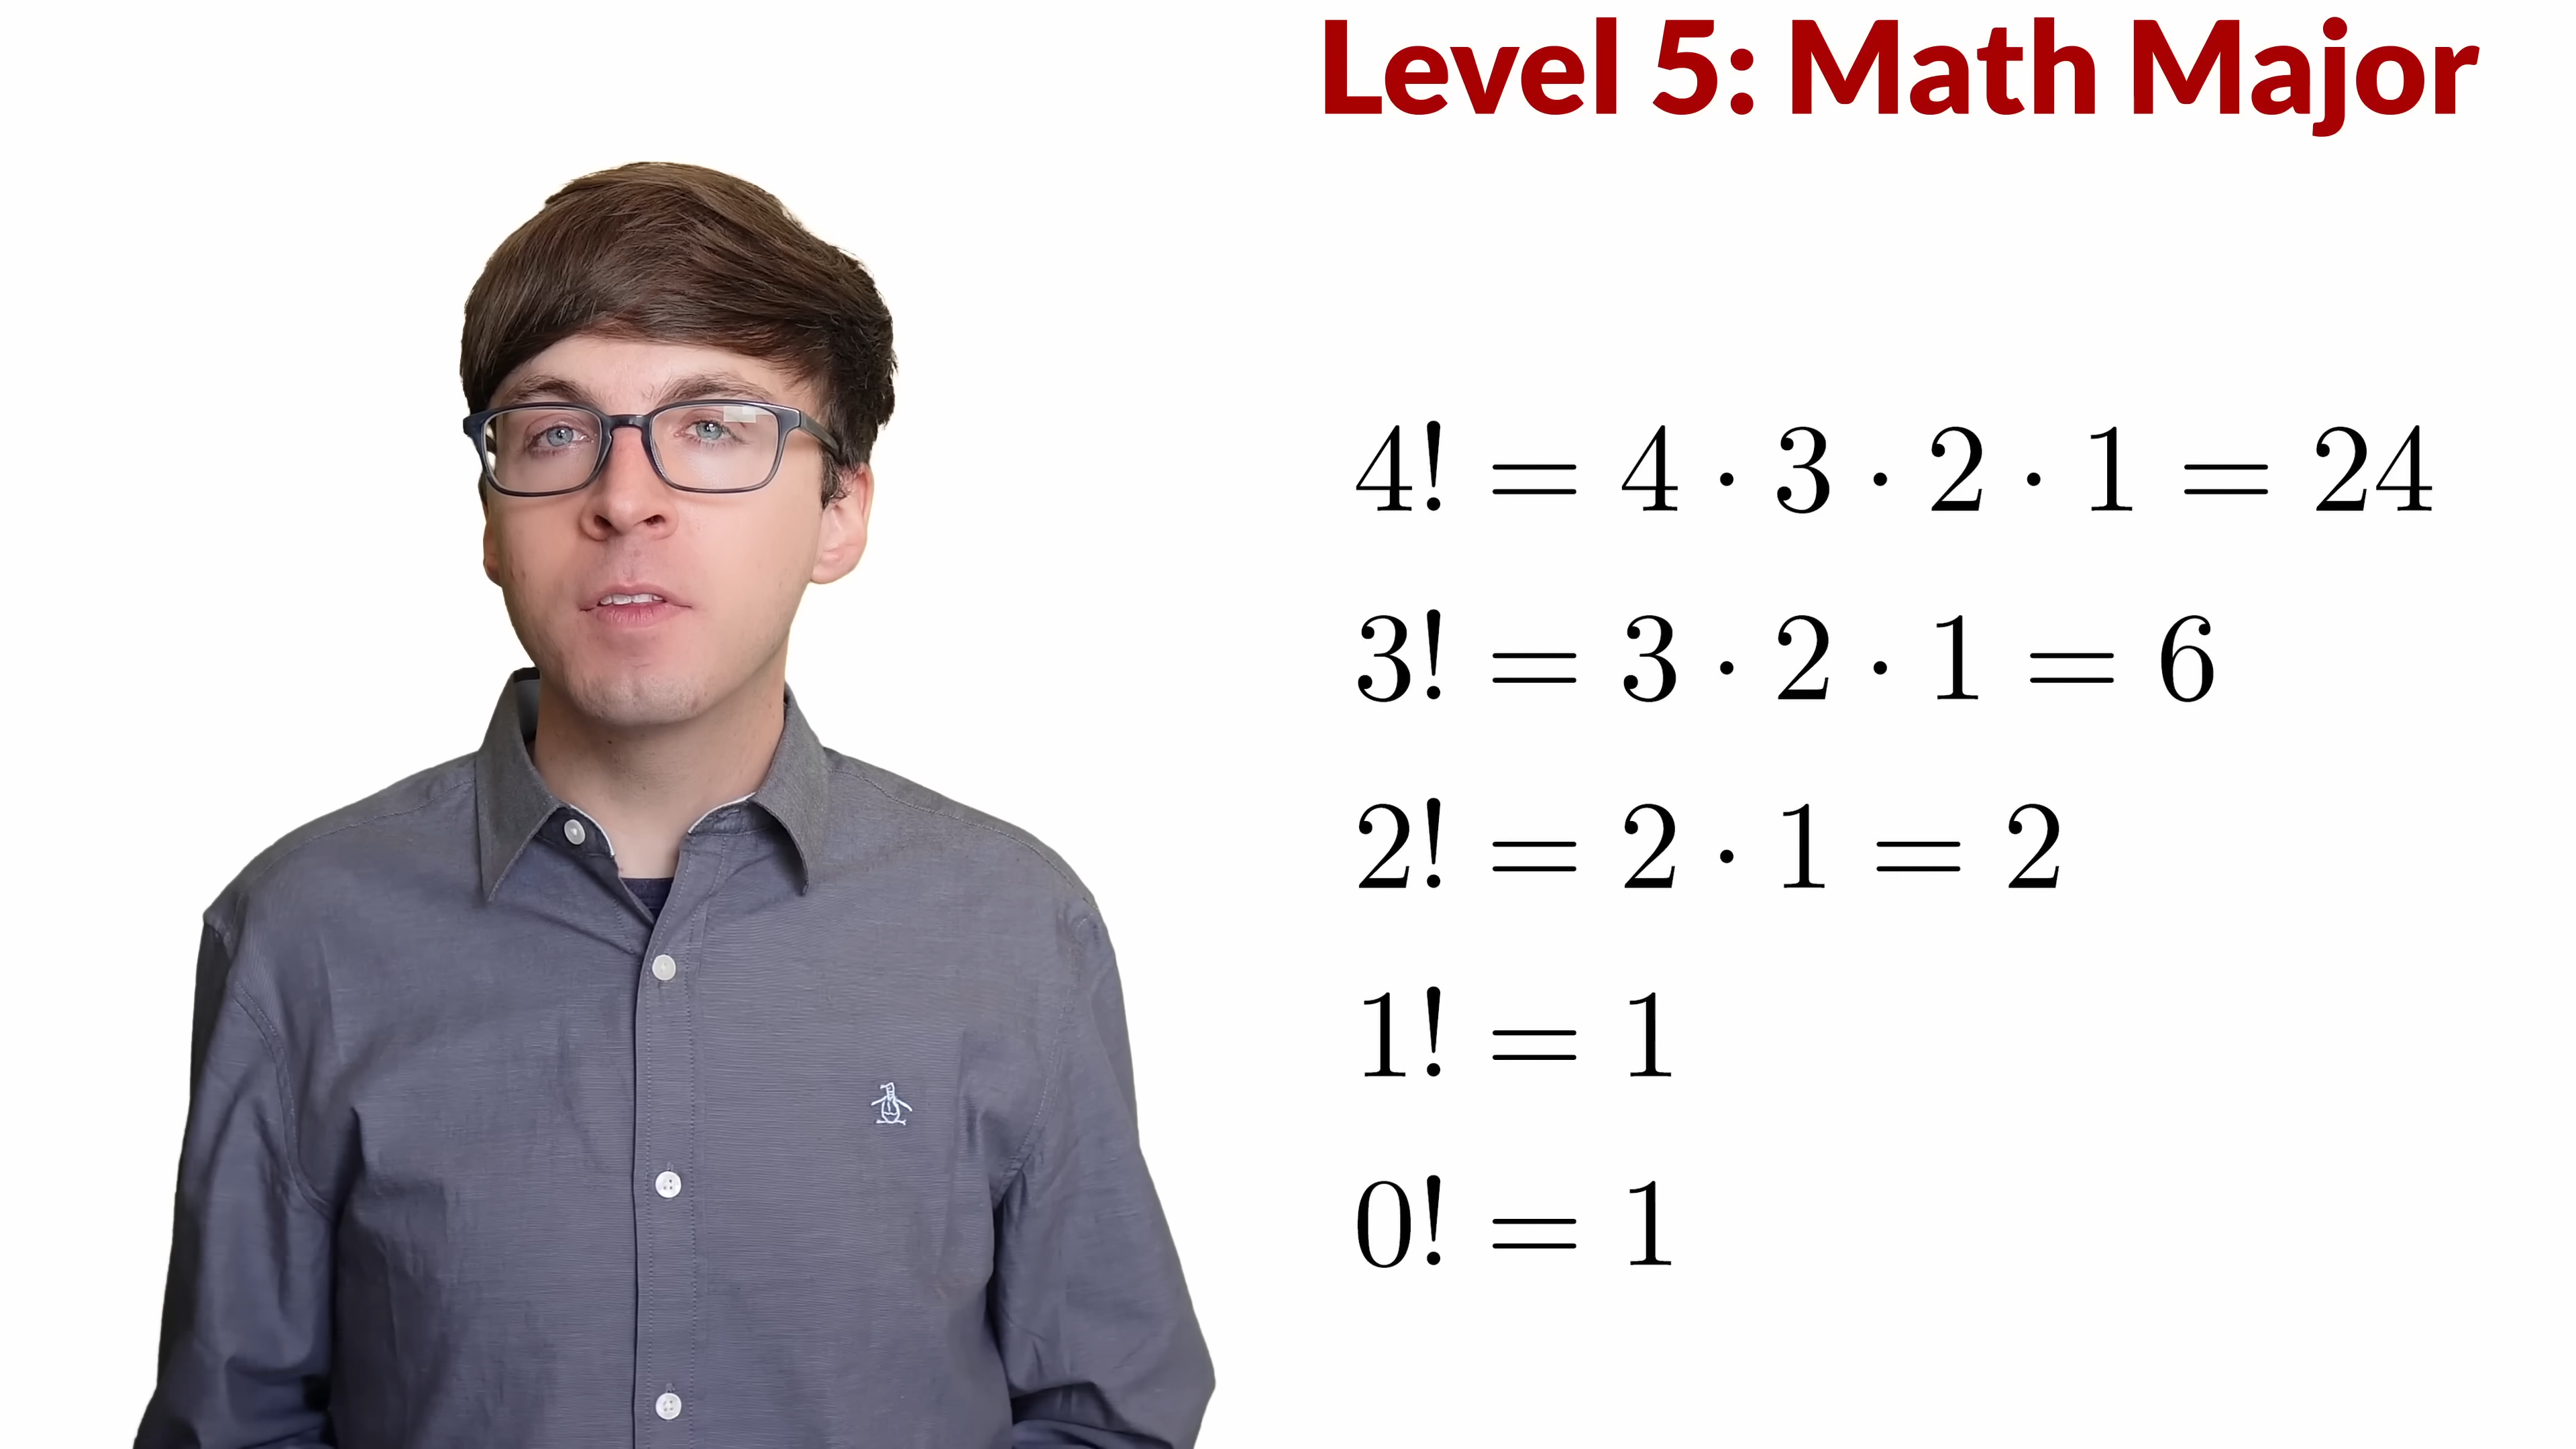 Level 5: Math Major
4! = 4 · 3 · 2 · 1 = 24
3! = 3 · 2 · 1 = 6
2! = 2 · 1 = 2
1! = 1
0! = 1